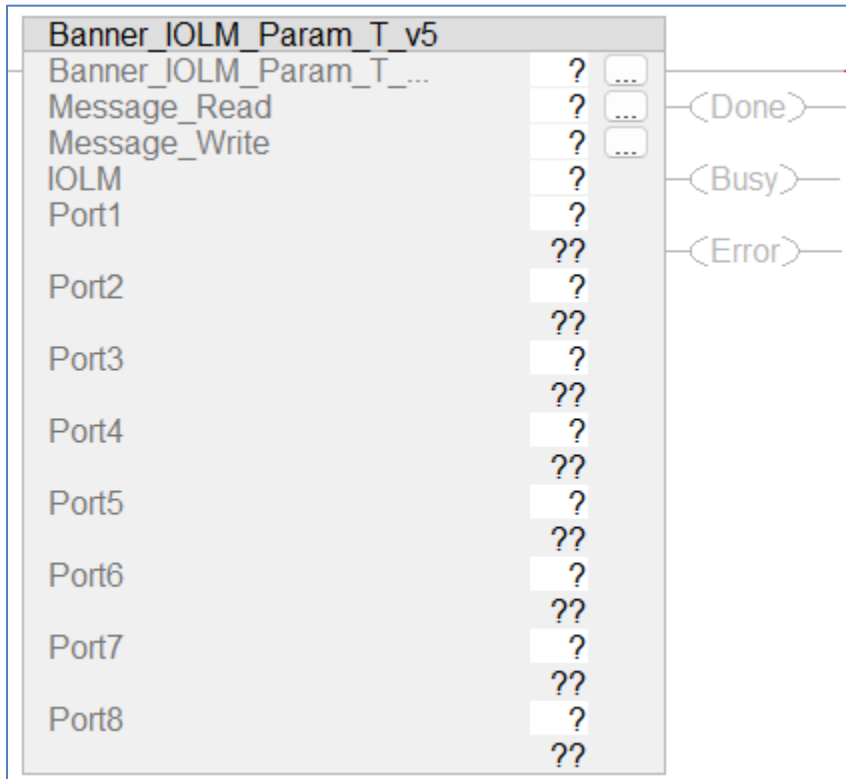 Banner_IOLM_Param_T_v5
Banner_IOLM_Param_T_... ? ...
Message_Read ? ... (Done)
Message_Write ? ...
IOLM ? (Busy)
Port1 ?
?? (Error)
Port2 ?
??
Port3 ?
??
Port4 ?
??
Port5 ?
??
Port6 ?
??
Port7 ?
??
Port8 ?
??